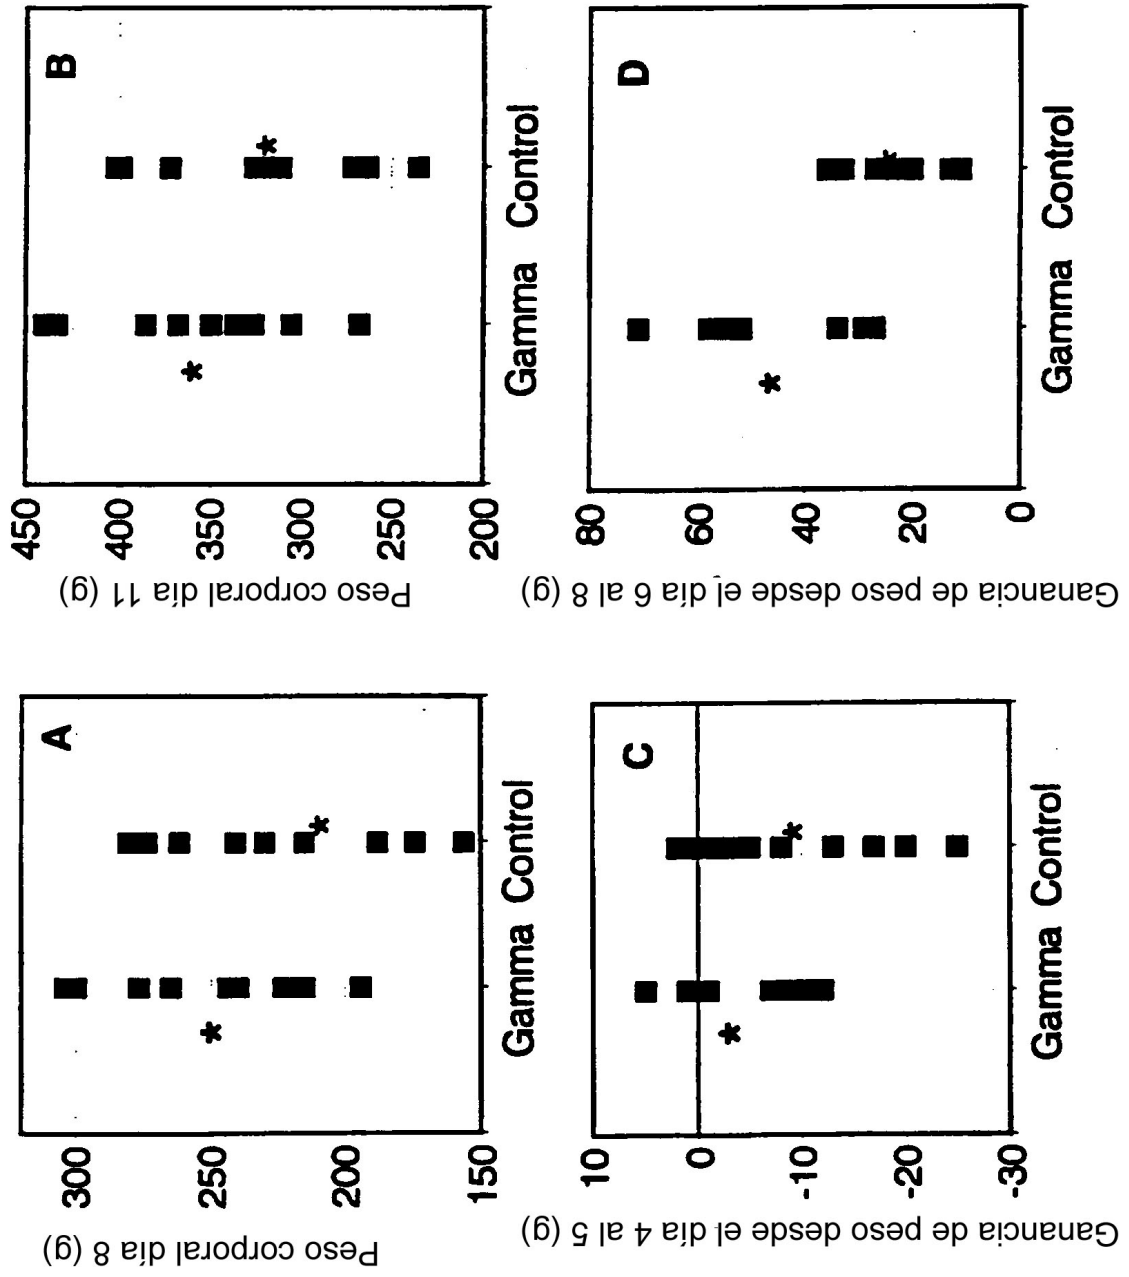 Peso corporal día 8 (g)
300
250
200
150
A
Gamma Control
Peso corporal día 11 (g)
450
400
350
300
250
200
B
Gamma Control
Ganancia de peso desde el día 4 al 5 (g)
10
0
-10
-20
-30
C
Gamma Control
Ganancia de peso desde el día 6 al 8 (g)
80
60
40
20
0
D
Gamma Control